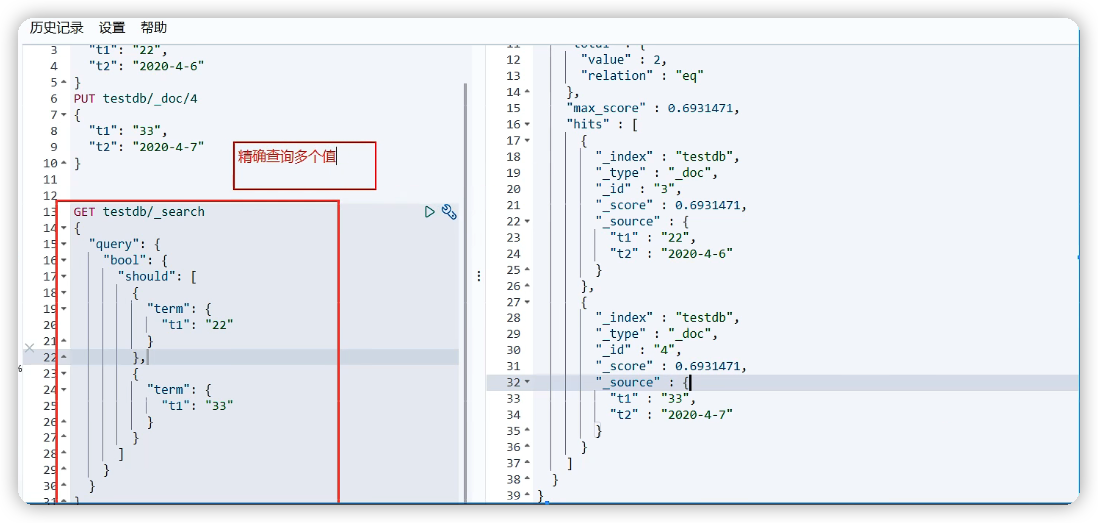 历史记录 设置 帮助
3 "t1": "22",
4 "t2": "2020-4-6"
5 }
6 PUT testdb/_doc/4
7 {
8 "t1": "33",
9 "t2": "2020-4-7"
10 }
11
12
13 GET testdb/_search
14 {
15 "query": {
16 "bool": {
17 "should": [
18 {
19 "term": {
20 "t1": "22"
21 }
22 },
23 {
24 "term": {
25 "t1": "33"
26 }
27 }
28 ]
29 }
30 }
31 }
精确查询多个值
11 "total" : {
12 "value" : 2,
13 "relation" : "eq"
14 },
15 "max_score" : 0.6931471,
16 "hits" : [
17 {
18 "_index" : "testdb",
19 "_type" : "_doc",
20 "_id" : "3",
21 "_score" : 0.6931471,
22 "_source" : {
23 "t1" : "22",
24 "t2" : "2020-4-6"
25 }
26 },
27 {
28 "_index" : "testdb",
29 "_type" : "_doc",
30 "_id" : "4",
31 "_score" : 0.6931471,
32 "_source" : {
33 "t1" : "33",
34 "t2" : "2020-4-7"
35 }
36 }
37 ]
38 }
39 }